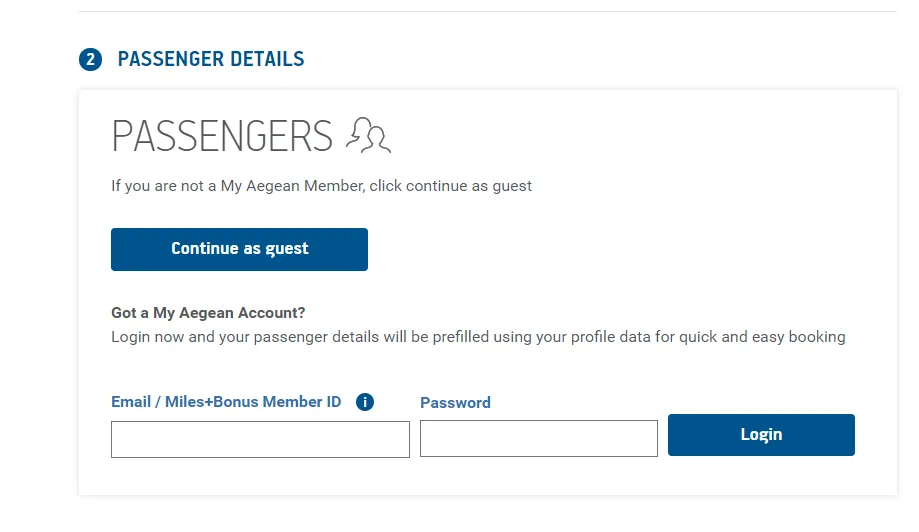 2 PASSENGER DETAILS
PASSENGERS
If you are not a My Aegean Member, click continue as guest
Continue as guest
Got a My Aegean Account?
Login now and your passenger details will be prefilled using your profile data for quick and easy booking
Email / Miles+Bonus Member ID i Password
Login